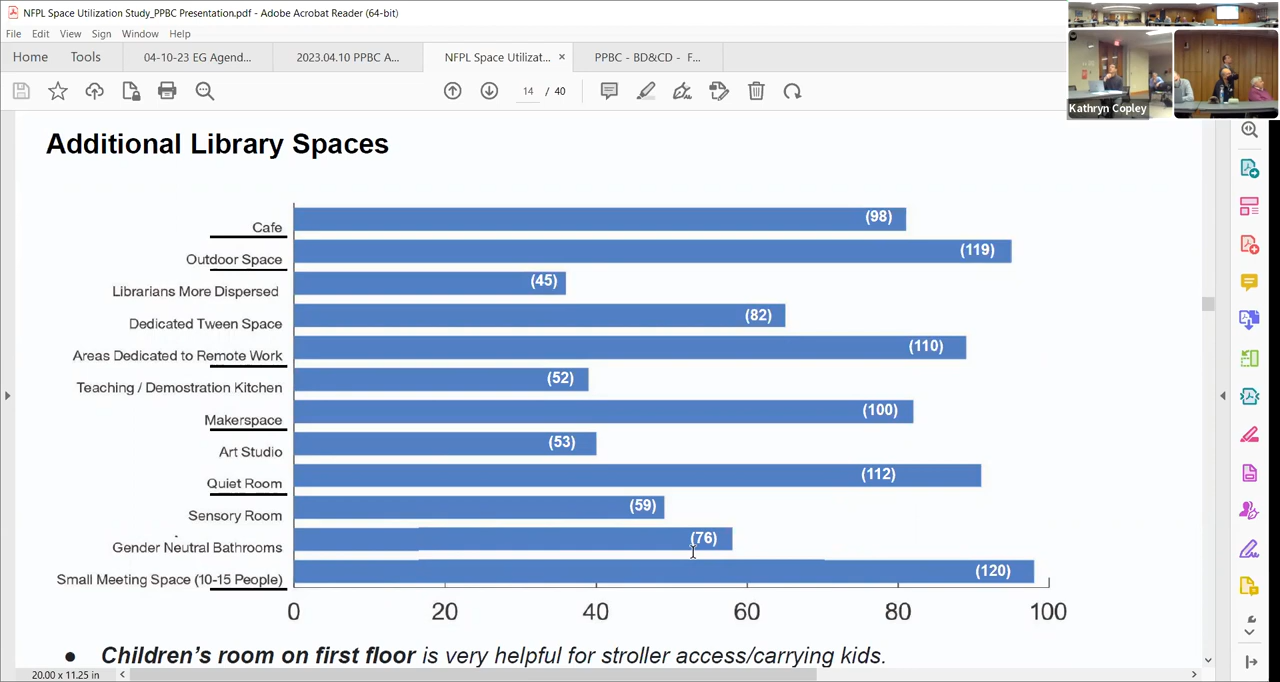 NFPL Space Utilization Study_PPBC Presentation.pdf - Adobe Acrobat Reader (64-bit)
File Edit View Sign Window Help
Home Tools 04-10-23 EG Agend... 2023.04.10 PPBC A... NFPL Space Utilizat... × PPBC - BD&CD - F...
14 / 40
Kathryn Copley
Additional Library Spaces
Cafe (98)
Outdoor Space (119)
Librarians More Dispersed (45)
Dedicated Tween Space (82)
Areas Dedicated to Remote Work (110)
Teaching / Demostration Kitchen (52)
Makerspace (100)
Art Studio (53)
Quiet Room (112)
Sensory Room (59)
Gender Neutral Bathrooms (76)
Small Meeting Space (10-15 People) (120)
0 20 40 60 80 100
● Children's room on first floor is very helpful for stroller access/carrying kids.
20.00 x 11.25 in